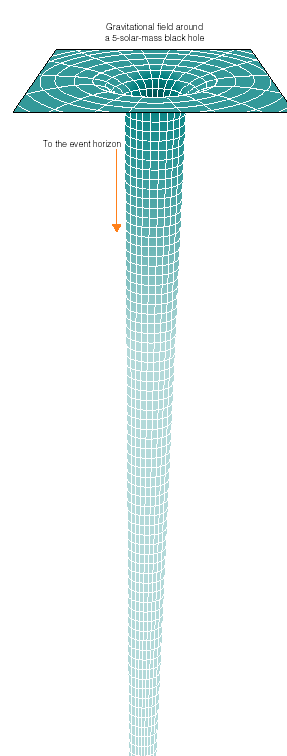 Gravitational field around
a 5-solar-mass black hole
To the event horizon